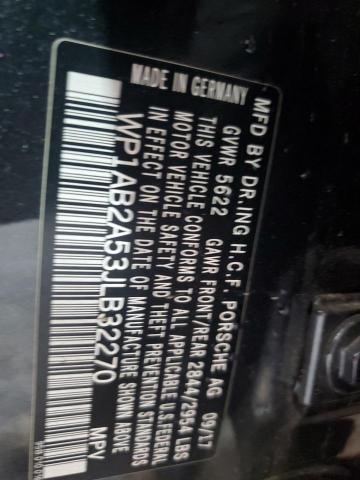 MFD BY DR.ING H.C.F. PORSCHE AG 09/17
GVWR 5622 GAWR FRONT/REAR 2844/2954 LBS
THIS VEHICLE CONFORMS TO ALL APPLICABLE U.S.FEDERAL
MOTOR VEHICLE SAFETY AND THEFT PREVENTION STANDARDS
IN EFFECT ON THE DATE OF MANUFACTURE SHOWN ABOVE
WP1AB2A53JLB32270 MPV
MADE IN GERMANY